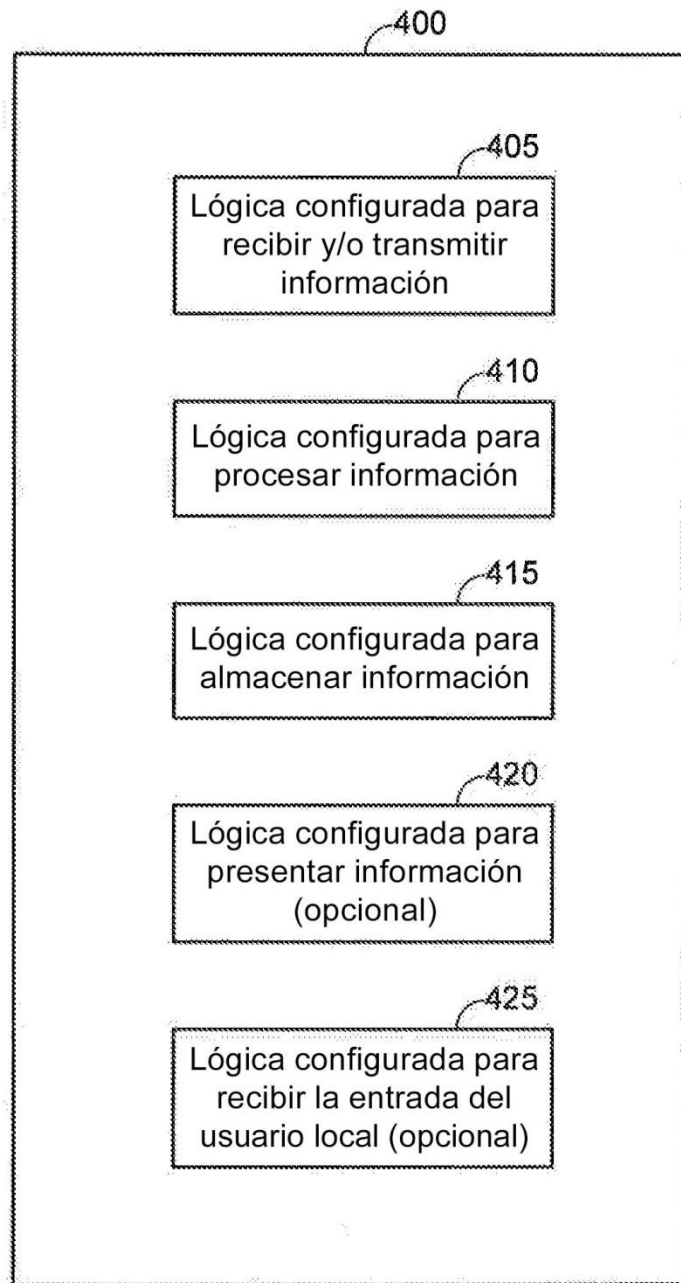 400
405
Lógica configurada para
recibir y/o transmitir
información
410
Lógica configurada para
procesar información
415
Lógica configurada para
almacenar información
420
Lógica configurada para
presentar información
(opcional)
425
Lógica configurada para
recibir la entrada del
usuario local (opcional)